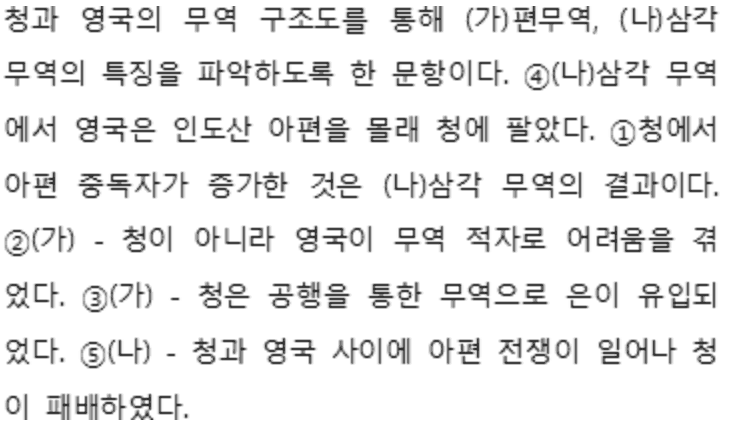 청과 영국의 무역 구조도를 통해 (가)편무역, (나)삼각
무역의 특징을 파악하도록 한 문항이다. ④(나)삼각 무역
에서 영국은 인도산 아편을 몰래 청에 팔았다. ①청에서
아편 중독자가 증가한 것은 (나)삼각 무역의 결과이다.
②(가) - 청이 아니라 영국이 무역 적자로 어려움을 겪
었다. ③(가) - 청은 공행을 통한 무역으로 은이 유입되
었다. ⑤(나) - 청과 영국 사이에 아편 전쟁이 일어나 청
이 패배하였다.